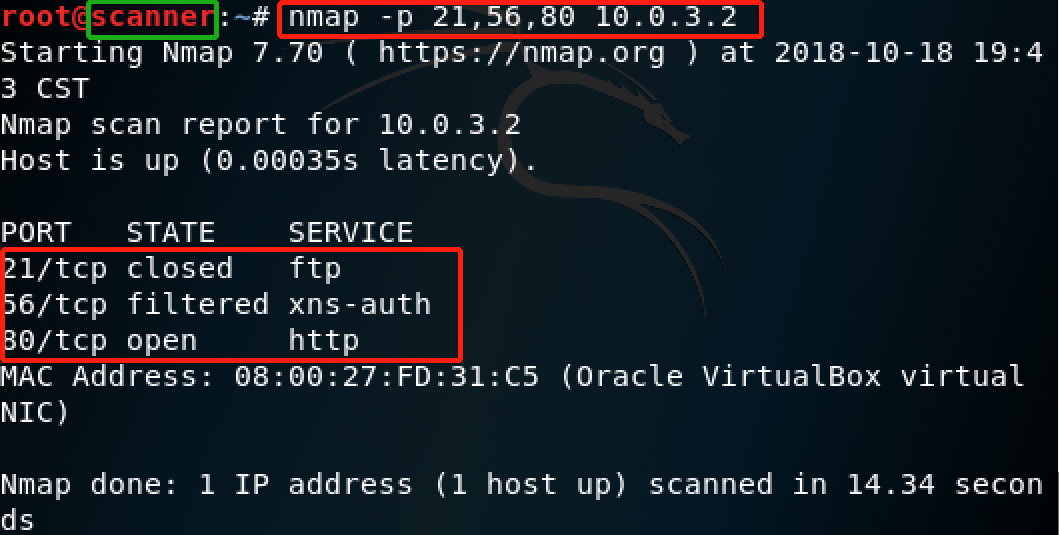 root@scanner:~# nmap -p 21,56,80 10.0.3.2
Starting Nmap 7.70 ( https://nmap.org ) at 2018-10-18 19:4
3 CST
Nmap scan report for 10.0.3.2
Host is up (0.00035s latency).
PORT   STATE    SERVICE
21/tcp closed   ftp
56/tcp filtered xns-auth
80/tcp open     http
MAC Address: 08:00:27:FD:31:C5 (Oracle VirtualBox virtual
NIC)
Nmap done: 1 IP address (1 host up) scanned in 14.34 secon
ds